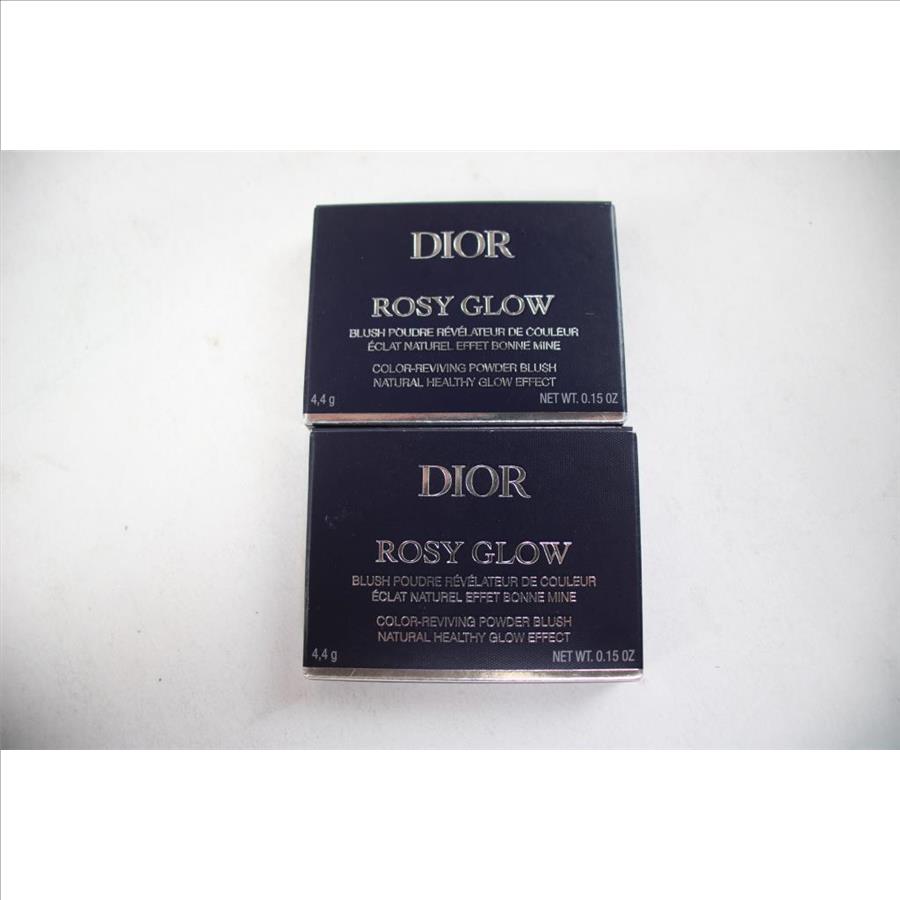 DIOR
ROSY GLOW
BLUSH POUDRE RÉVÉLATEUR DE COULEUR
ÉCLAT NATUREL EFFET BONNE MINE
COLOR-REVIVING POWDER BLUSH
NATURAL HEALTHY GLOW EFFECT
4,4 g NET WT. 0.15 OZ
DIOR
ROSY GLOW
BLUSH POUDRE RÉVÉLATEUR DE COULEUR
ÉCLAT NATUREL EFFET BONNE MINE
COLOR-REVIVING POWDER BLUSH
NATURAL HEALTHY GLOW EFFECT
4,4 g NET WT. 0.15 OZ